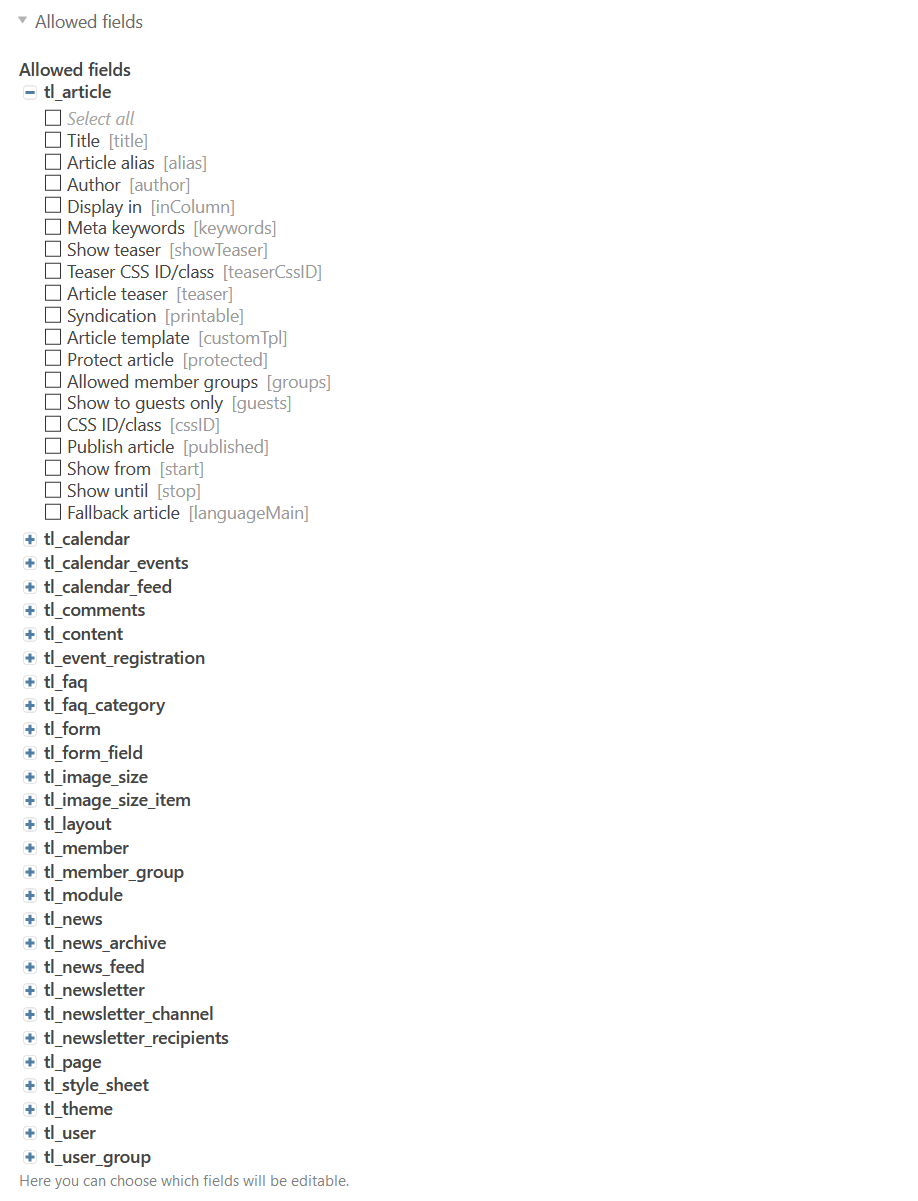 Allowed fields
Allowed fields
tl_article
Select all
Title [title]
Article alias [alias]
Author [author]
Display in [inColumn]
Meta keywords [keywords]
Show teaser [showTeaser]
Teaser CSS ID/class [teaserCssID]
Article teaser [teaser]
Syndication [printable]
Article template [customTpl]
Protect article [protected]
Allowed member groups [groups]
Show to guests only [guests]
CSS ID/class [cssID]
Publish article [published]
Show from [start]
Show until [stop]
Fallback article [languageMain]
tl_calendar
tl_calendar_events
tl_calendar_feed
tl_comments
tl_content
tl_event_registration
tl_faq
tl_faq_category
tl_form
tl_form_field
tl_image_size
tl_image_size_item
tl_layout
tl_member
tl_member_group
tl_module
tl_news
tl_news_archive
tl_news_feed
tl_newsletter
tl_newsletter_channel
tl_newsletter_recipients
tl_page
tl_style_sheet
tl_theme
tl_user
tl_user_group
Here you can choose which fields will be editable.